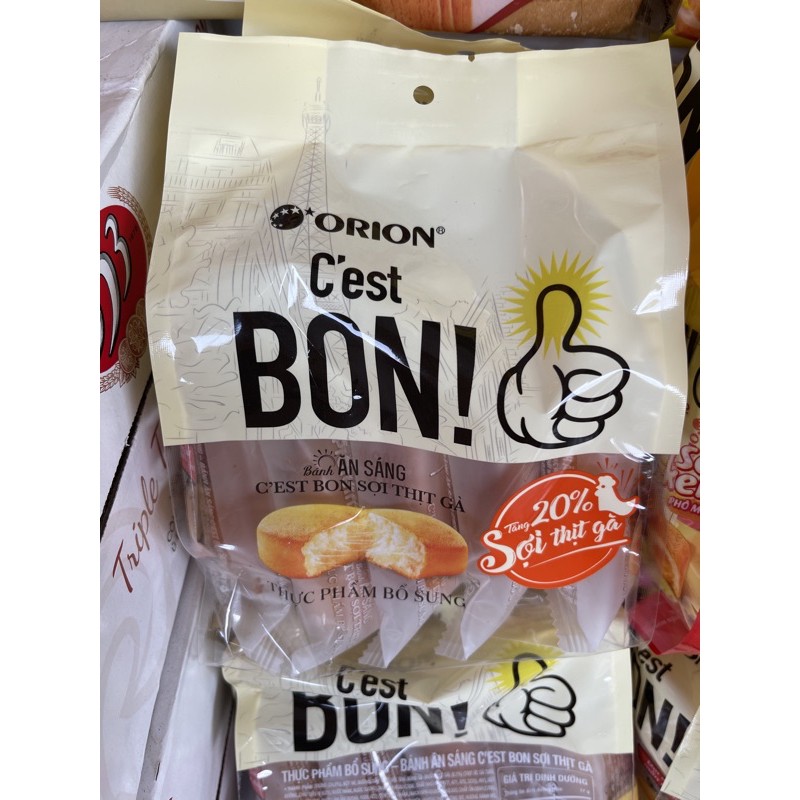 ORION®
C'est
BON!
Bánh ĂN SÁNG
C'EST BON SỢI THỊT GÀ
Tăng 20%
Sợi thịt gà
THỰC PHẨM BỔ SUNG
Triple
C'est
BON!
THỰC PHẨM BỔ SUNG – BÁNH ĂN SÁNG C'EST BON SỢI THỊT GÀ
GIÁ TRỊ DINH DƯỠNG